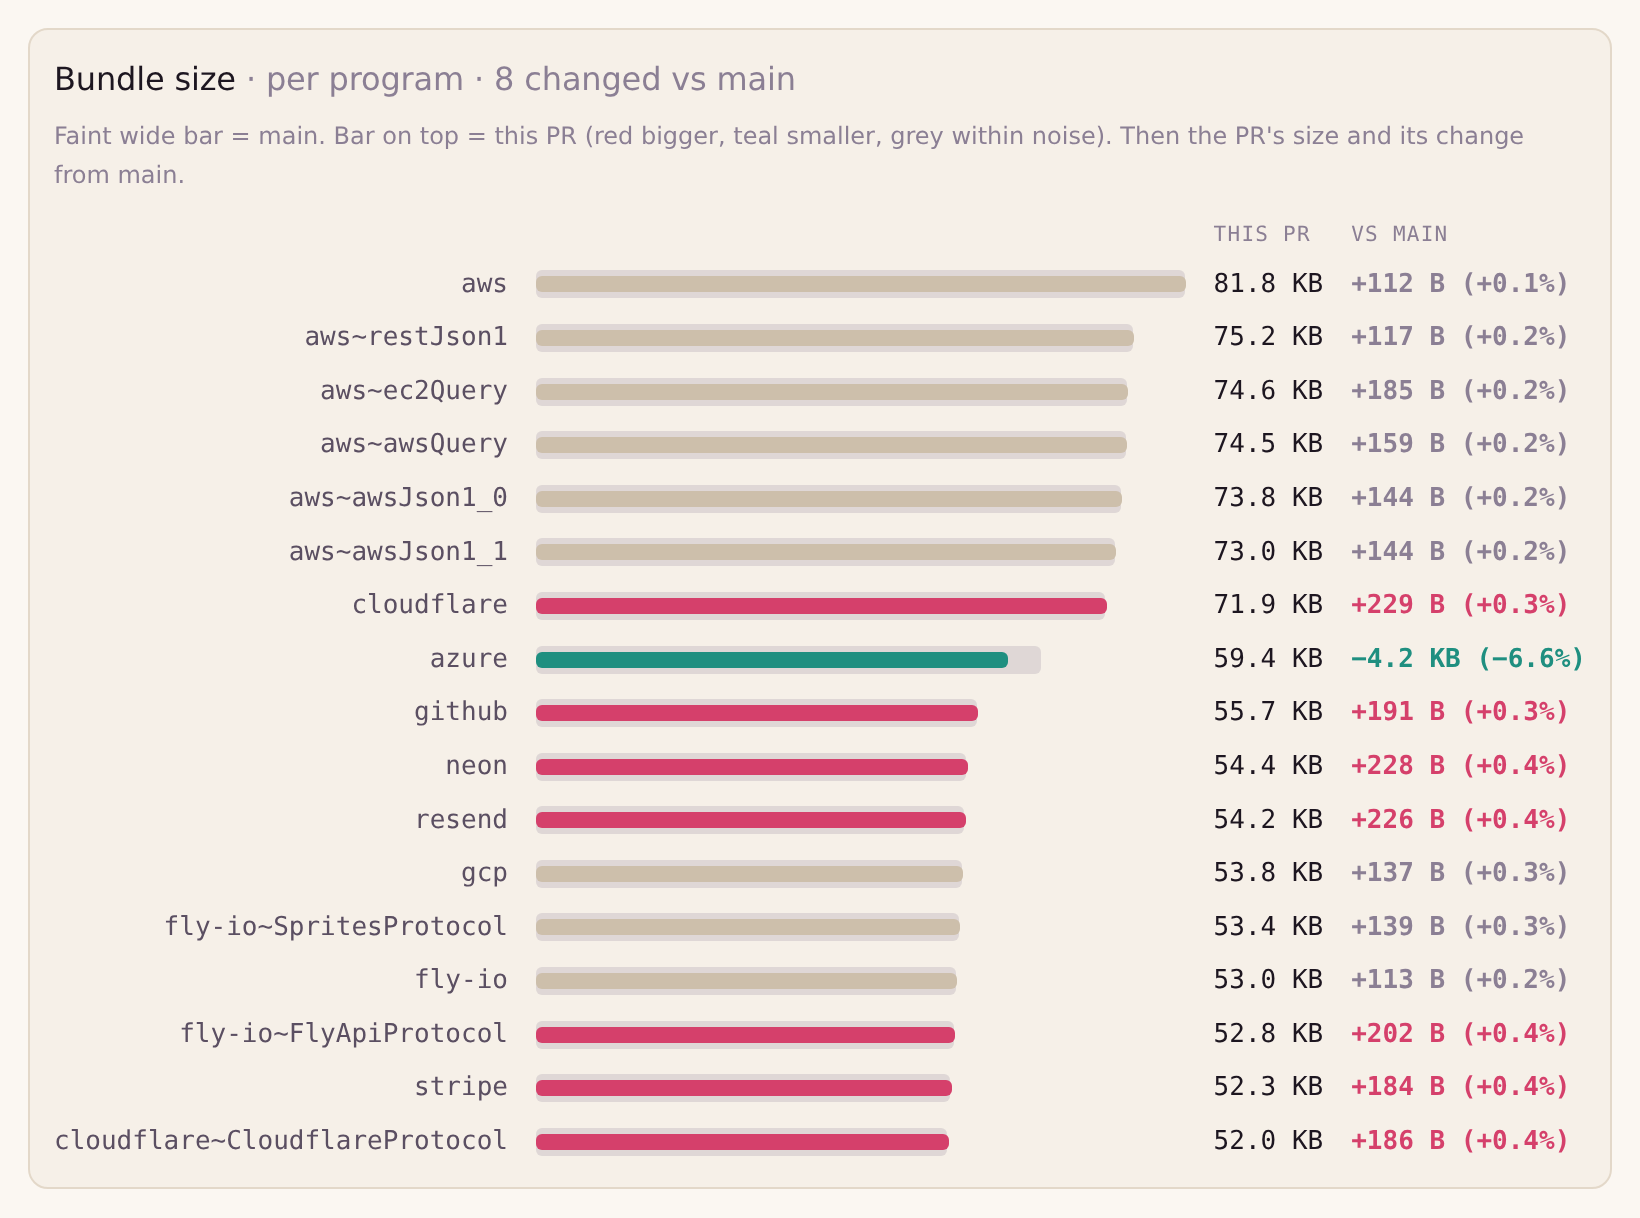 Bundle size · per program · 8 changed vs main
Faint wide bar = main. Bar on top = this PR (red bigger, teal smaller, grey within noise). Then the PR's size and its change
from main.
THIS PR VS MAIN
aws 81.8 KB +112 B (+0.1%)
aws~restJson1 75.2 KB +117 B (+0.2%)
aws~ec2Query 74.6 KB +185 B (+0.2%)
aws~awsQuery 74.5 KB +159 B (+0.2%)
aws~awsJson1_0 73.8 KB +144 B (+0.2%)
aws~awsJson1_1 73.0 KB +144 B (+0.2%)
cloudflare 71.9 KB +229 B (+0.3%)
azure 59.4 KB −4.2 KB (−6.6%)
github 55.7 KB +191 B (+0.3%)
neon 54.4 KB +228 B (+0.4%)
resend 54.2 KB +226 B (+0.4%)
gcp 53.8 KB +137 B (+0.3%)
fly-io~SpritesProtocol 53.4 KB +139 B (+0.3%)
fly-io 53.0 KB +113 B (+0.2%)
fly-io~FlyApiProtocol 52.8 KB +202 B (+0.4%)
stripe 52.3 KB +184 B (+0.4%)
cloudflare~CloudflareProtocol 52.0 KB +186 B (+0.4%)